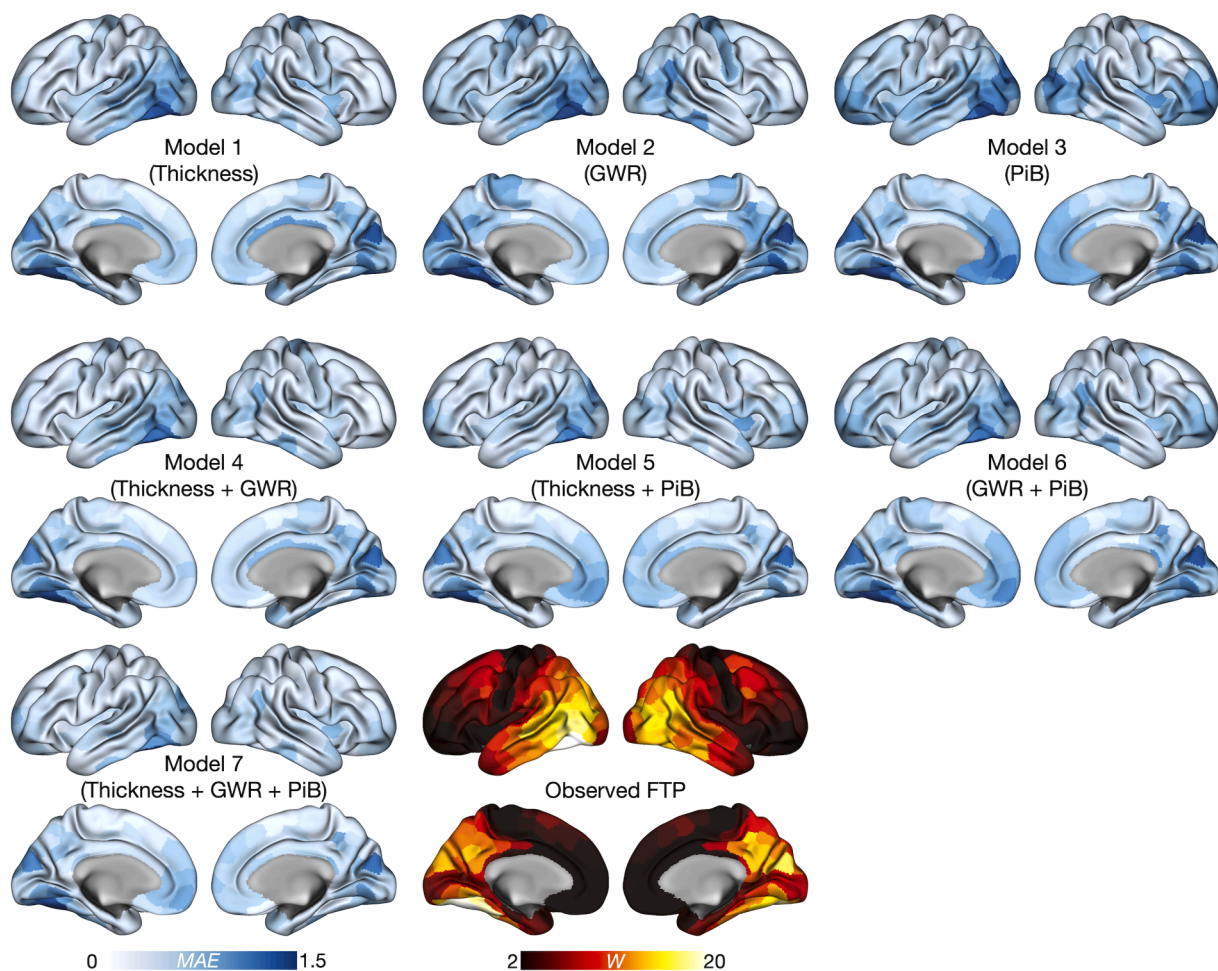 Model 1
(Thickness)
Model 2
(GWR)
Model 3
(PiB)
Model 4
(Thickness + GWR)
Model 5
(Thickness + PiB)
Model 6
(GWR + PiB)
Model 7
(Thickness + GWR + PiB)
Observed FTP
0 MAE 1.5
2 W 20